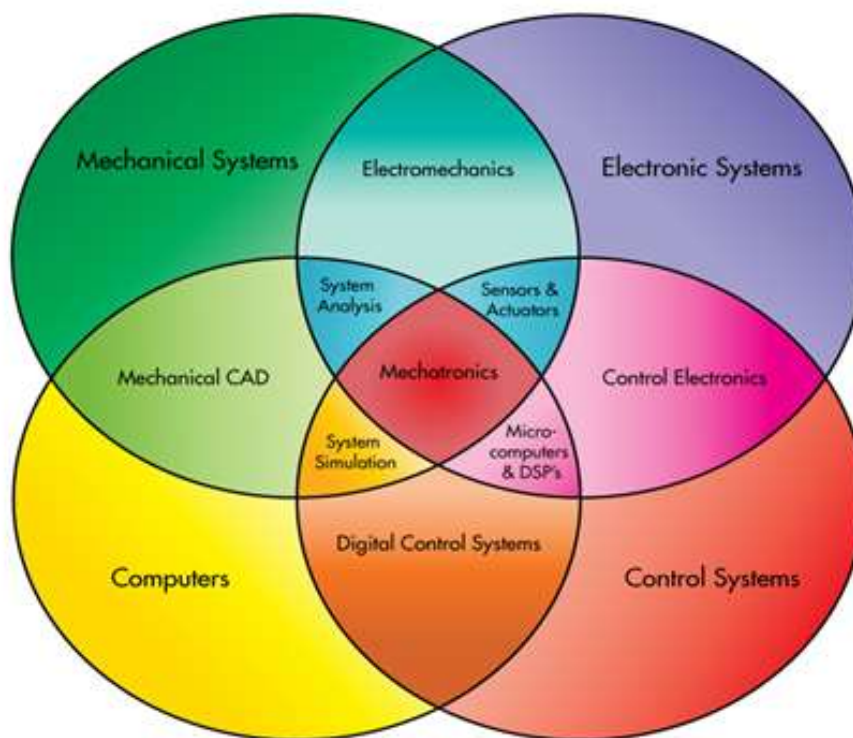 Mechanical Systems
Electromechanics
Electronic Systems
System
Analysis
Sensors &
Actuators
Mechanical CAD
Mechatronics
Control Electronics
System
Simulation
Micro-
computers
& DSP's
Digital Control Systems
Computers
Control Systems